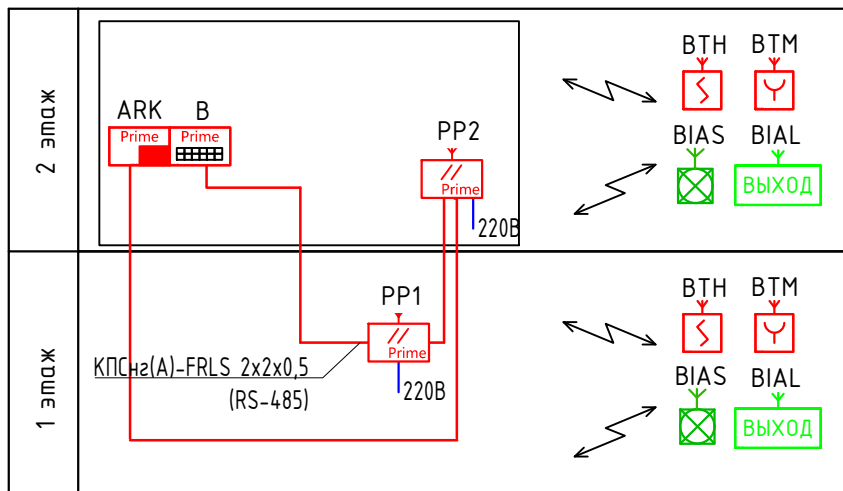 2 этаж
ARK
B
Prime
Prime
PP2
Prime
220В
BTH
BTM
BIAS
BIAL
ВЫХОД
1 этаж
PP1
Prime
220В
КПСнг(А)-FRLS 2x2x0,5
(RS-485)
BTH
BTM
BIAS
BIAL
ВЫХОД